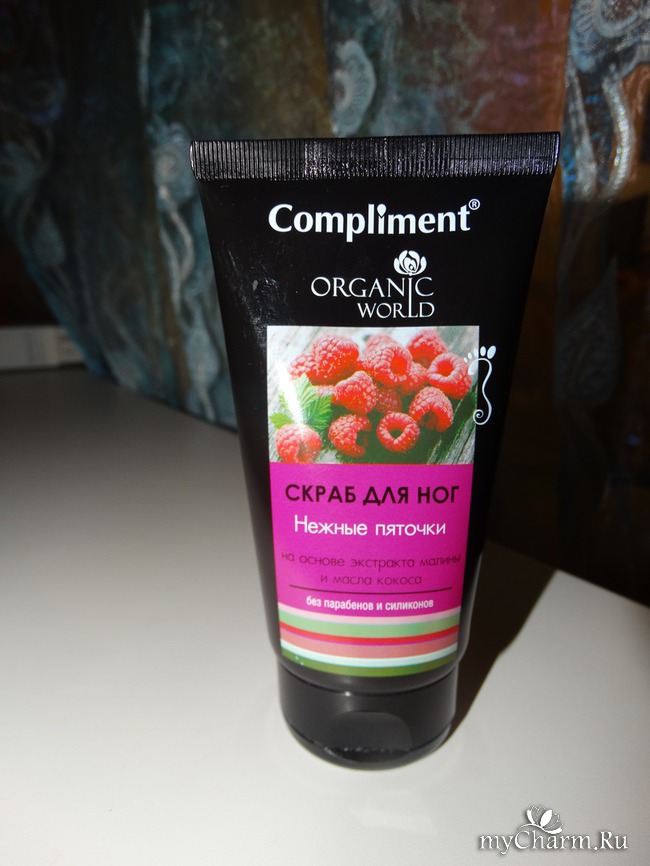 Compliment®
ORGANIC
WORLD
СКРАБ ДЛЯ НОГ
Нежные пяточки
на основе экстракта малины
и масла кокоса
без парабенов и силиконов
myCharm.Ru